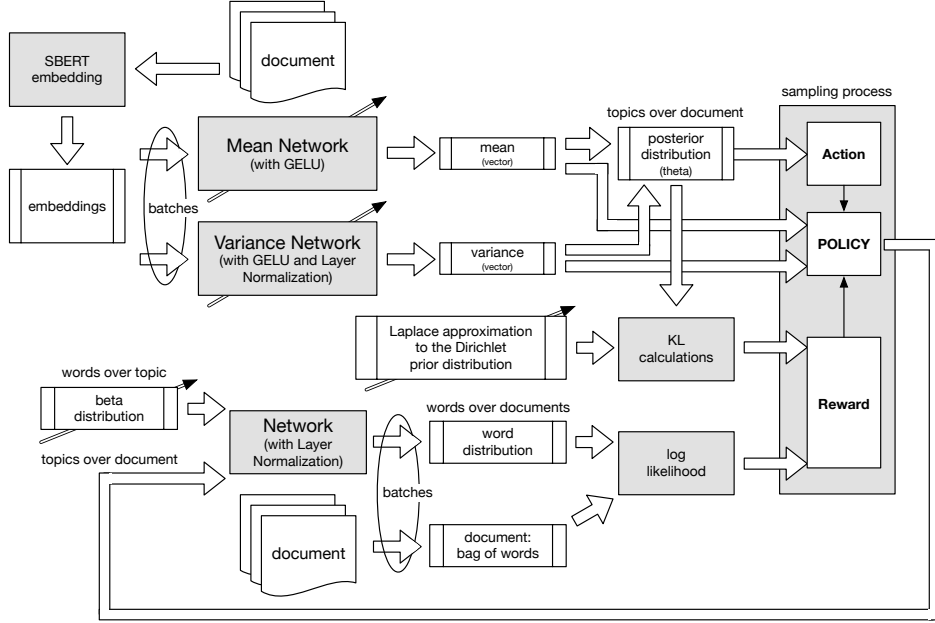 document
SBERT
embedding
embeddings
batches
Mean Network
(with GELU)
Variance Network
(with GELU and Layer
Normalization)
mean
(vector)
variance
(vector)
topics over document
posterior
distribution
(theta)
sampling process
Action
POLICY
Reward
Laplace approximation
to the Dirichlet
prior distribution
KL
calculations
words over topic
beta
distribution
topics over document
Network
(with Layer
Normalization)
document
batches
words over documents
word
distribution
document:
bag of words
log
likelihood